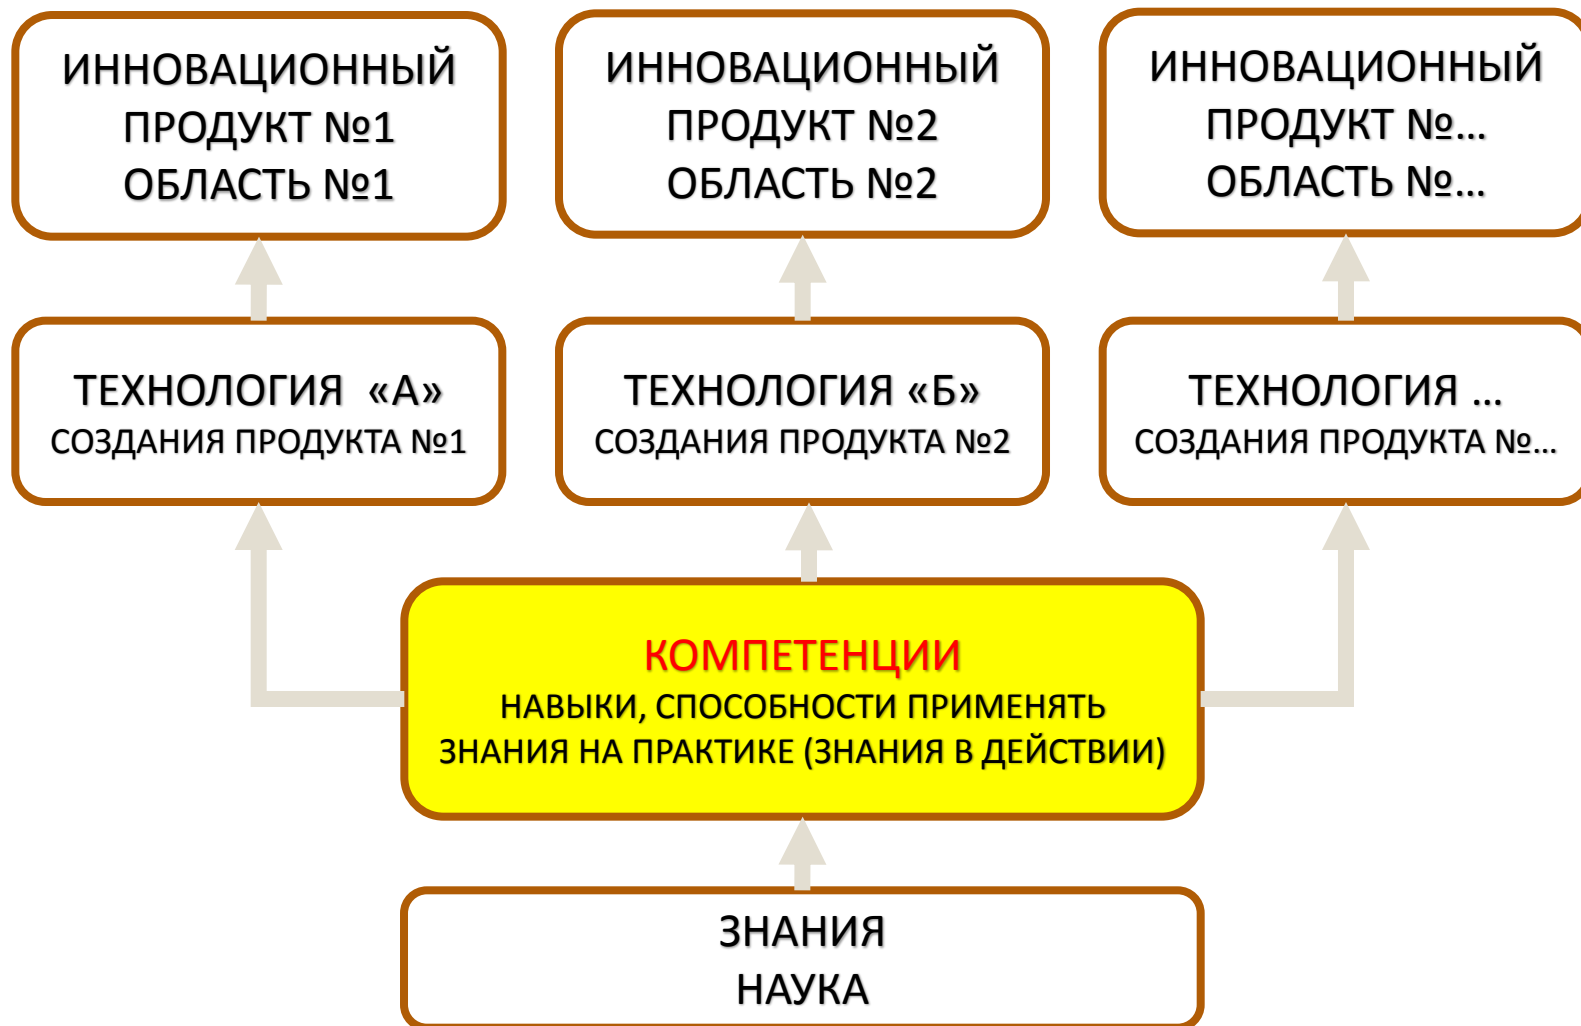 ИННОВАЦИОННЫЙ
ПРОДУКТ №1
ОБЛАСТЬ №1
ИННОВАЦИОННЫЙ
ПРОДУКТ №2
ОБЛАСТЬ №2
ИННОВАЦИОННЫЙ
ПРОДУКТ №...
ОБЛАСТЬ №...
ТЕХНОЛОГИЯ «А»
СОЗДАНИЯ ПРОДУКТА №1
ТЕХНОЛОГИЯ «Б»
СОЗДАНИЯ ПРОДУКТА №2
ТЕХНОЛОГИЯ ...
СОЗДАНИЯ ПРОДУКТА №...
КОМПЕТЕНЦИИ
НАВЫКИ, СПОСОБНОСТИ ПРИМЕНЯТЬ
ЗНАНИЯ НА ПРАКТИКЕ (ЗНАНИЯ В ДЕЙСТВИИ)
ЗНАНИЯ
НАУКА